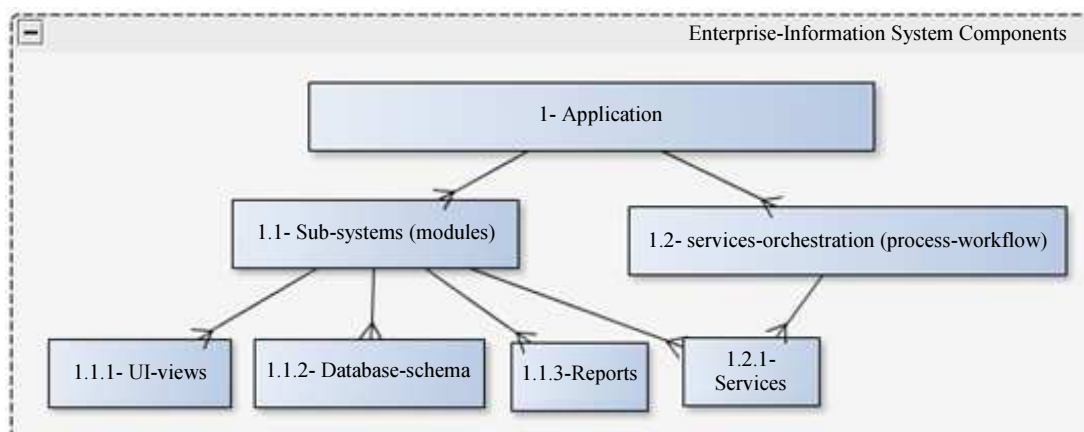 Enterprise-Information System Components
1- Application
1.1- Sub-systems (modules)
1.2- services-orchestration (process-workflow)
1.1.1- UI-views
1.1.2- Database-schema
1.1.3-Reports
1.2.1-
Services